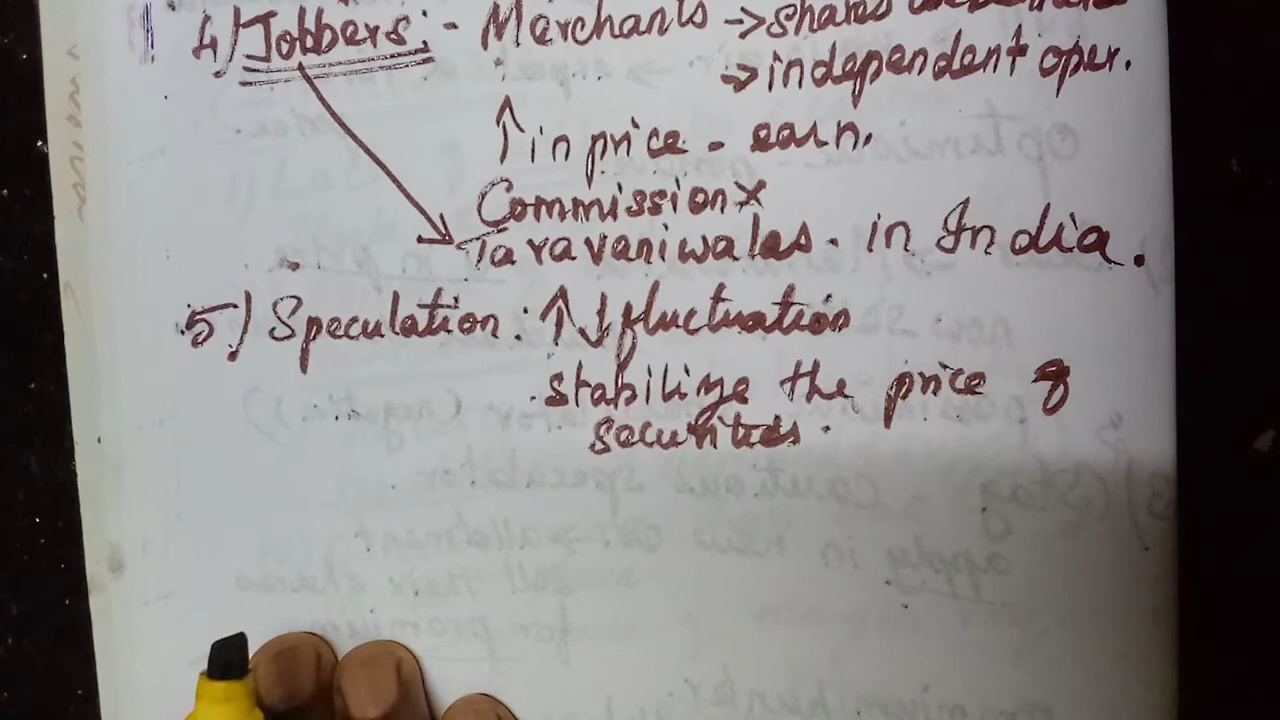 4) Jobbers: - Merchants → shares
→ independent oper.
↑ in price - earn.
Commission x
Taravaniwalas. in India.
5) Speculation: ↑↓ fluctuation
stabilize the price of
securities.